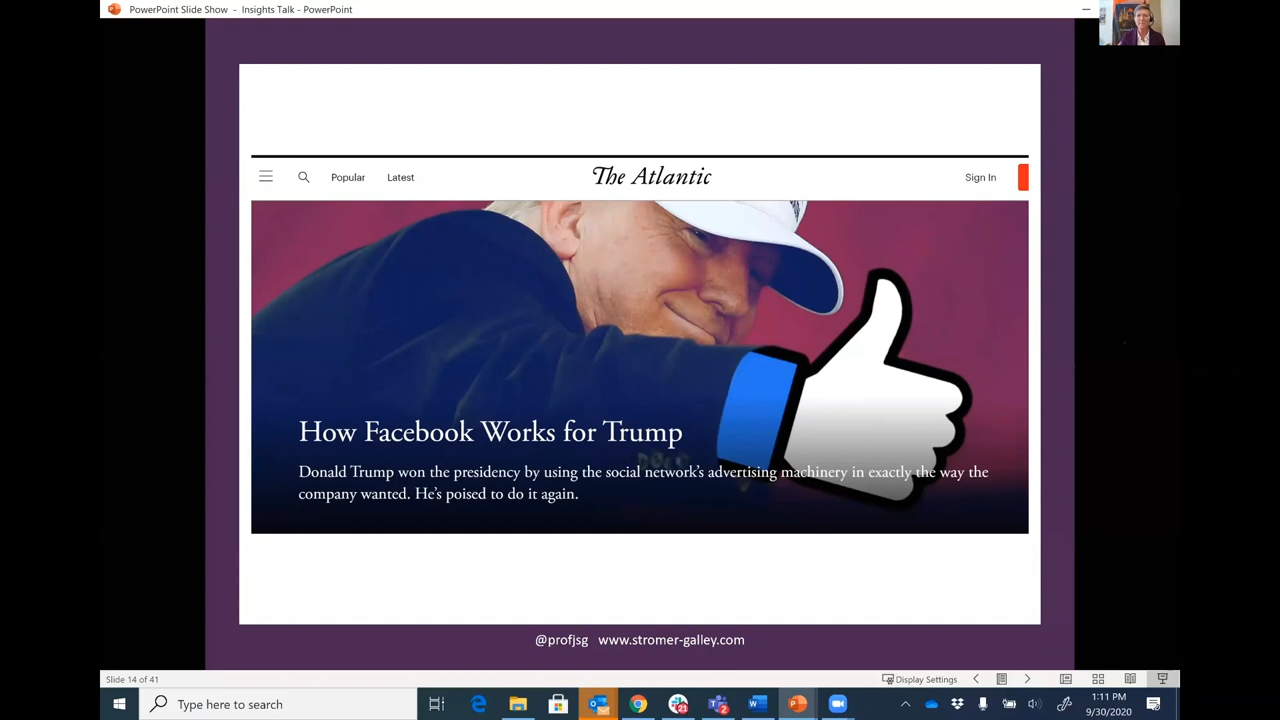 PowerPoint Slide Show - Insights Talk - PowerPoint
Popular
Latest
The Atlantic
Sign In
How Facebook Works for Trump
Donald Trump won the presidency by using the social network's advertising machinery in exactly the way the
company wanted. He's poised to do it again.
@profjsg www.stromer-galley.com
Slide 14 of 41
Display Settings
Type here to search
21
2
1:11 PM
9/30/2020